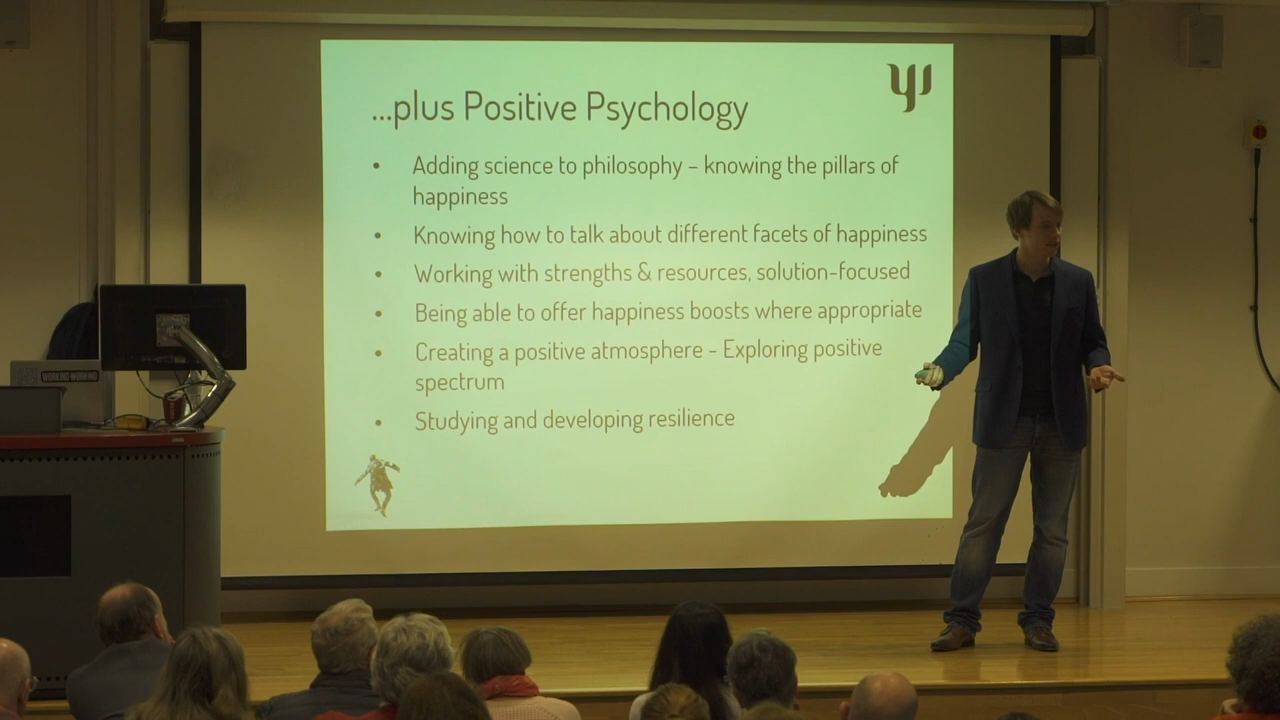 ...plus Positive Psychology
• Adding science to philosophy – knowing the pillars of
happiness
• Knowing how to talk about different facets of happiness
• Working with strengths & resources, solution-focused
• Being able to offer happiness boosts where appropriate
• Creating a positive atmosphere - Exploring positive
spectrum
• Studying and developing resilience
WORKING WORKING